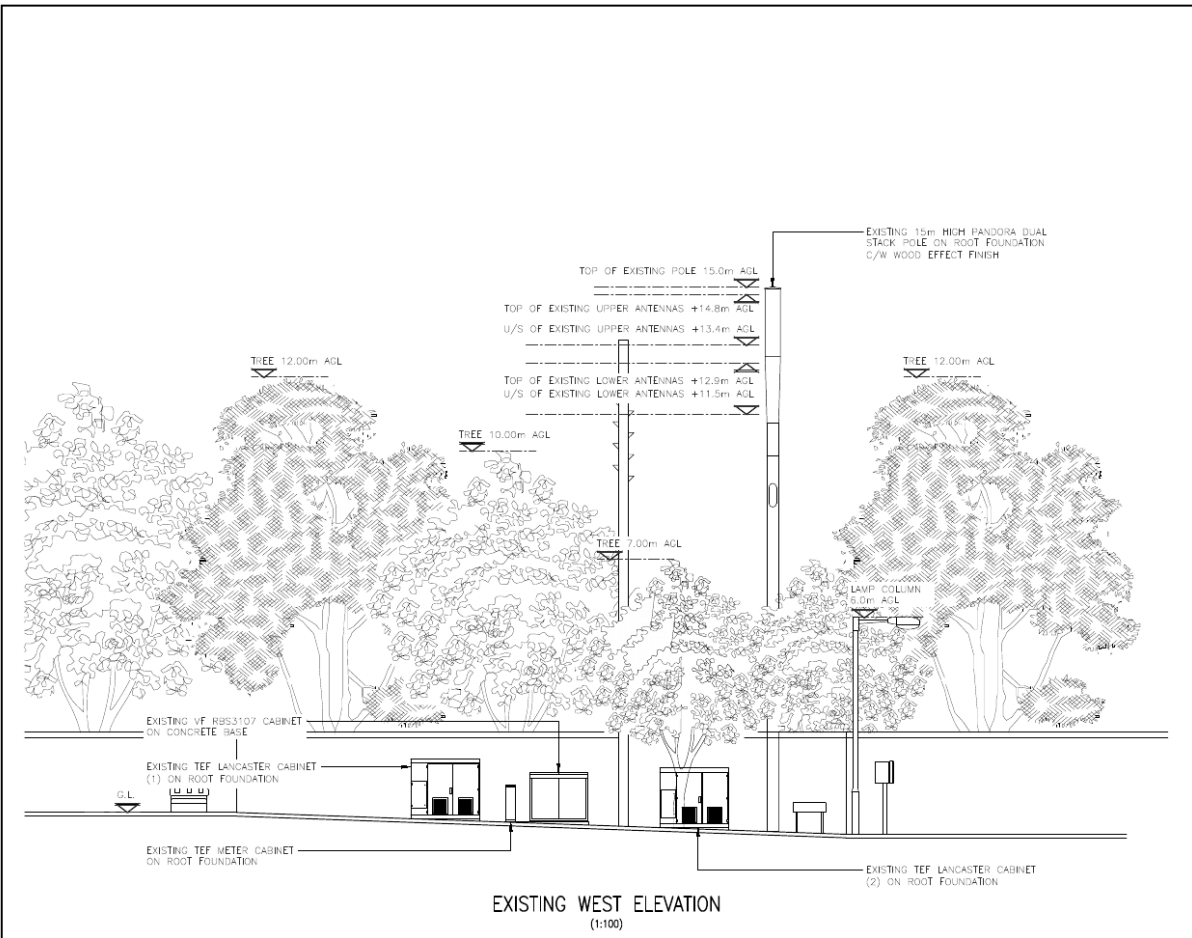 EXISTING 15m HIGH PANDORA DUAL
STACK POLE ON ROOT FOUNDATION
C/W WOOD EFFECT FINISH
TOP OF EXISTING POLE 15.0m AGL
TOP OF EXISTING UPPER ANTENNAS +14.8m AGL
U/S OF EXISTING UPPER ANTENNAS +13.4m AGL
TREE 12.00m AGL
TREE 12.00m AGL
TOP OF EXISTING LOWER ANTENNAS +12.9m AGL
U/S OF EXISTING LOWER ANTENNAS +11.5m AGL
TREE 10.00m AGL
TREE 7.00m AGL
LAMP COLUMN
6.0m AGL
EXISTING VF RBS3107 CABINET
ON CONCRETE BASE
EXISTING TEF LANCASTER CABINET
(1) ON ROOT FOUNDATION
G.L.
EXISTING TEF METER CABINET
ON ROOT FOUNDATION
EXISTING TEF LANCASTER CABINET
(2) ON ROOT FOUNDATION
EXISTING WEST ELEVATION
(1:100)